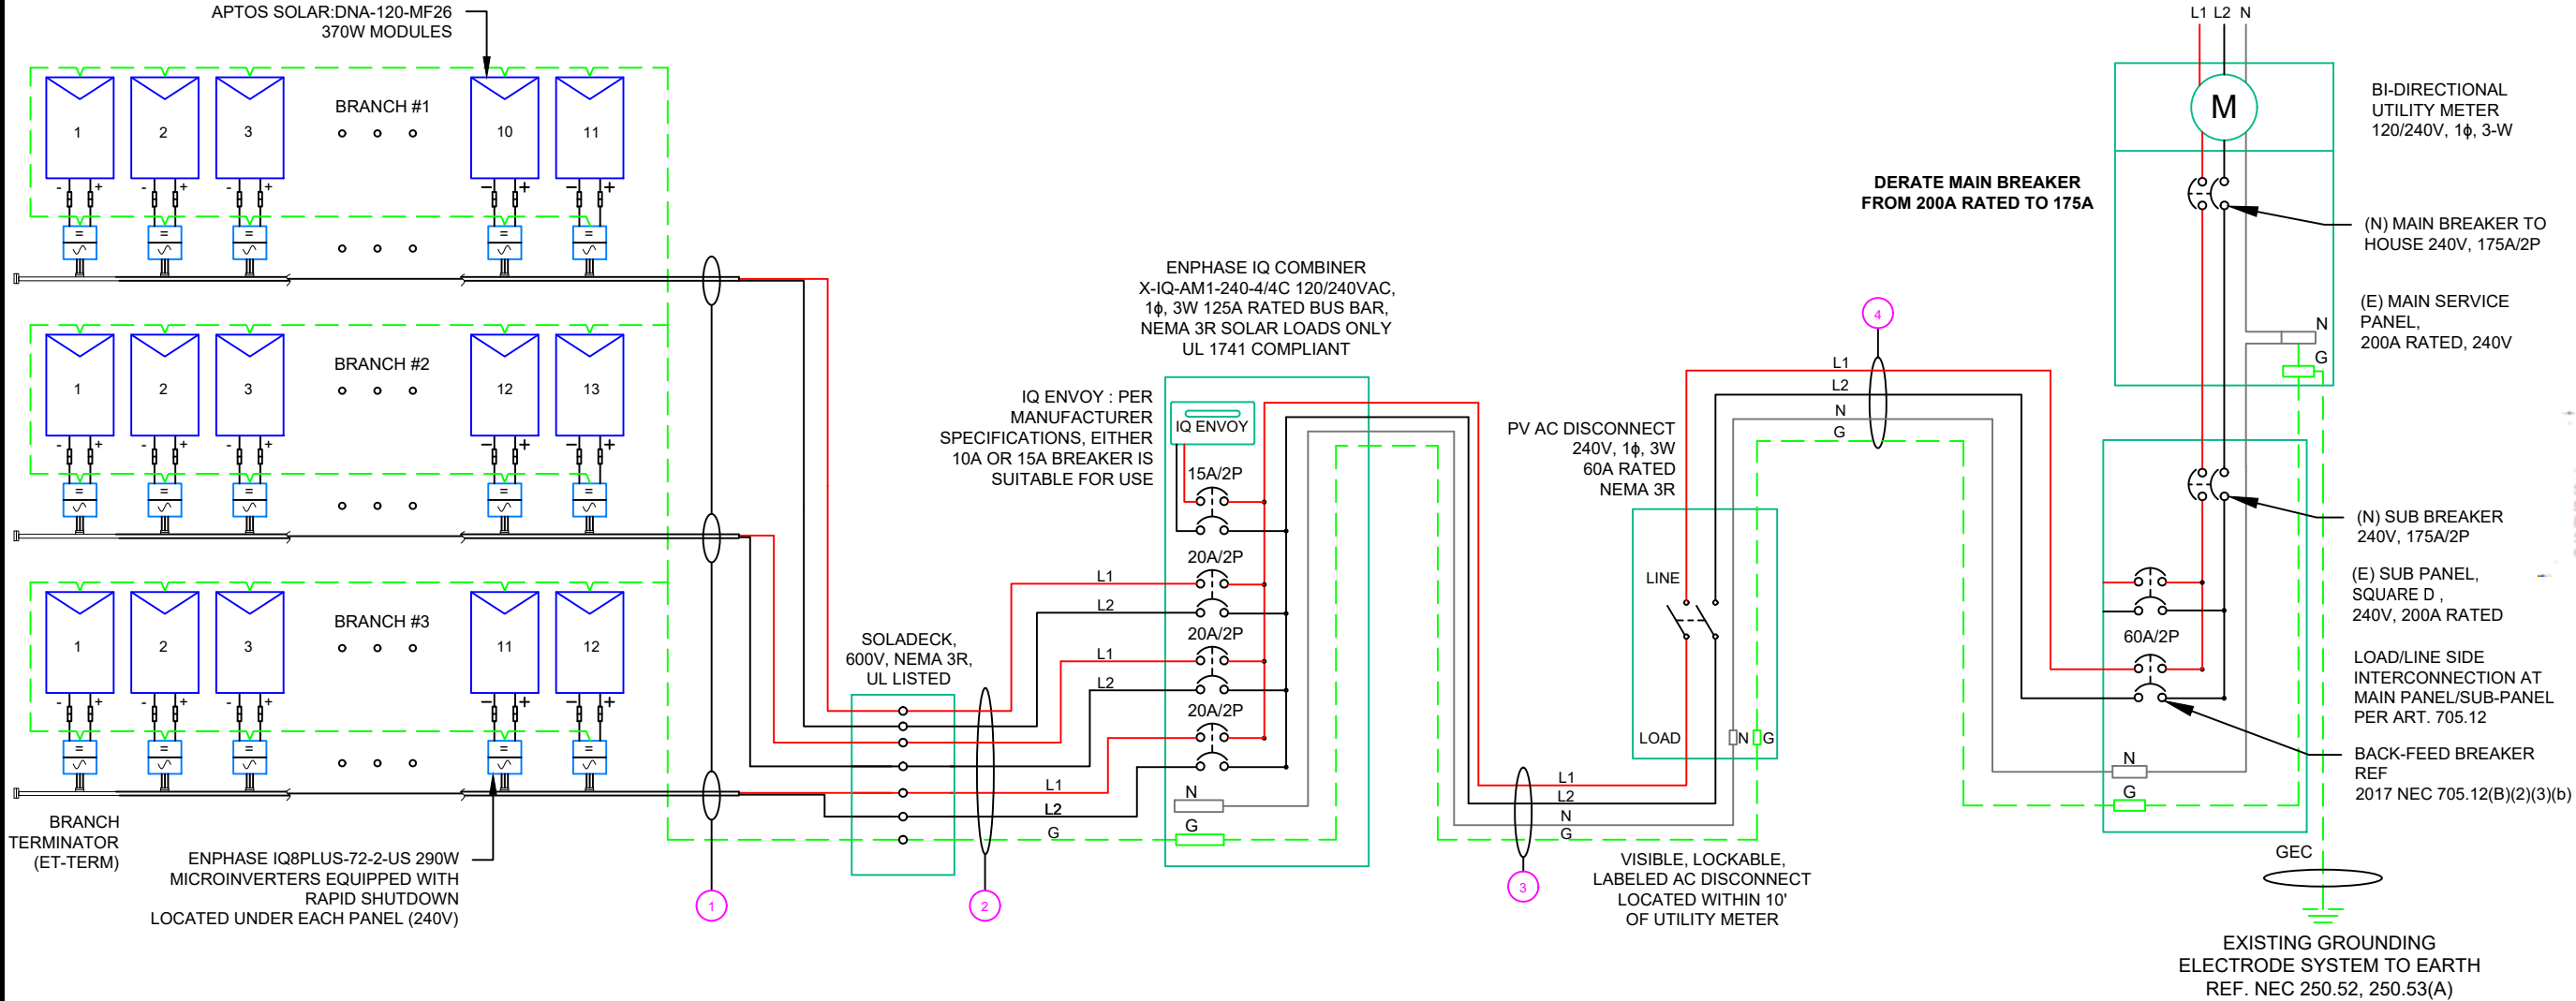 APTOS SOLAR:DNA-120-MF26
370W MODULES
BRANCH #1
1
2
3
10
11
- +
- +
- +
− +
− +
BRANCH #2
1
2
3
12
13
- +
- +
- +
− +
− +
BRANCH #3
1
2
3
11
12
- +
- +
- +
− +
− +
BRANCH
TERMINATOR
(ET-TERM)
ENPHASE IQ8PLUS-72-2-US 290W
MICROINVERTERS EQUIPPED WITH
RAPID SHUTDOWN
LOCATED UNDER EACH PANEL (240V)
1
SOLADECK,
600V, NEMA 3R,
UL LISTED
2
L1
L2
L1
L2
L1
L2
G
ENPHASE IQ COMBINER
X-IQ-AM1-240-4/4C 120/240VAC,
1ϕ, 3W 125A RATED BUS BAR,
NEMA 3R SOLAR LOADS ONLY
UL 1741 COMPLIANT
IQ ENVOY : PER
MANUFACTURER
SPECIFICATIONS, EITHER
10A OR 15A BREAKER IS
SUITABLE FOR USE
IQ ENVOY
15A/2P
20A/2P
20A/2P
20A/2P
N
G
L1
L2
N
G
3
PV AC DISCONNECT
240V, 1ϕ, 3W
60A RATED
NEMA 3R
LINE
LOAD
N G
VISIBLE, LOCKABLE,
LABELED AC DISCONNECT
LOCATED WITHIN 10'
OF UTILITY METER
4
L1
L2
N
G
DERATE MAIN BREAKER
FROM 200A RATED TO 175A
L1 L2 N
M
BI-DIRECTIONAL
UTILITY METER
120/240V, 1ϕ, 3-W
(N) MAIN BREAKER TO
HOUSE 240V, 175A/2P
(E) MAIN SERVICE
PANEL,
200A RATED, 240V
N
G
(N) SUB BREAKER
240V, 175A/2P
(E) SUB PANEL,
SQUARE D ,
240V, 200A RATED
60A/2P
LOAD/LINE SIDE
INTERCONNECTION AT
MAIN PANEL/SUB-PANEL
PER ART. 705.12
BACK-FEED BREAKER
REF
2017 NEC 705.12(B)(2)(3)(b)
N
G
GEC
EXISTING GROUNDING
ELECTRODE SYSTEM TO EARTH
REF. NEC 250.52, 250.53(A)